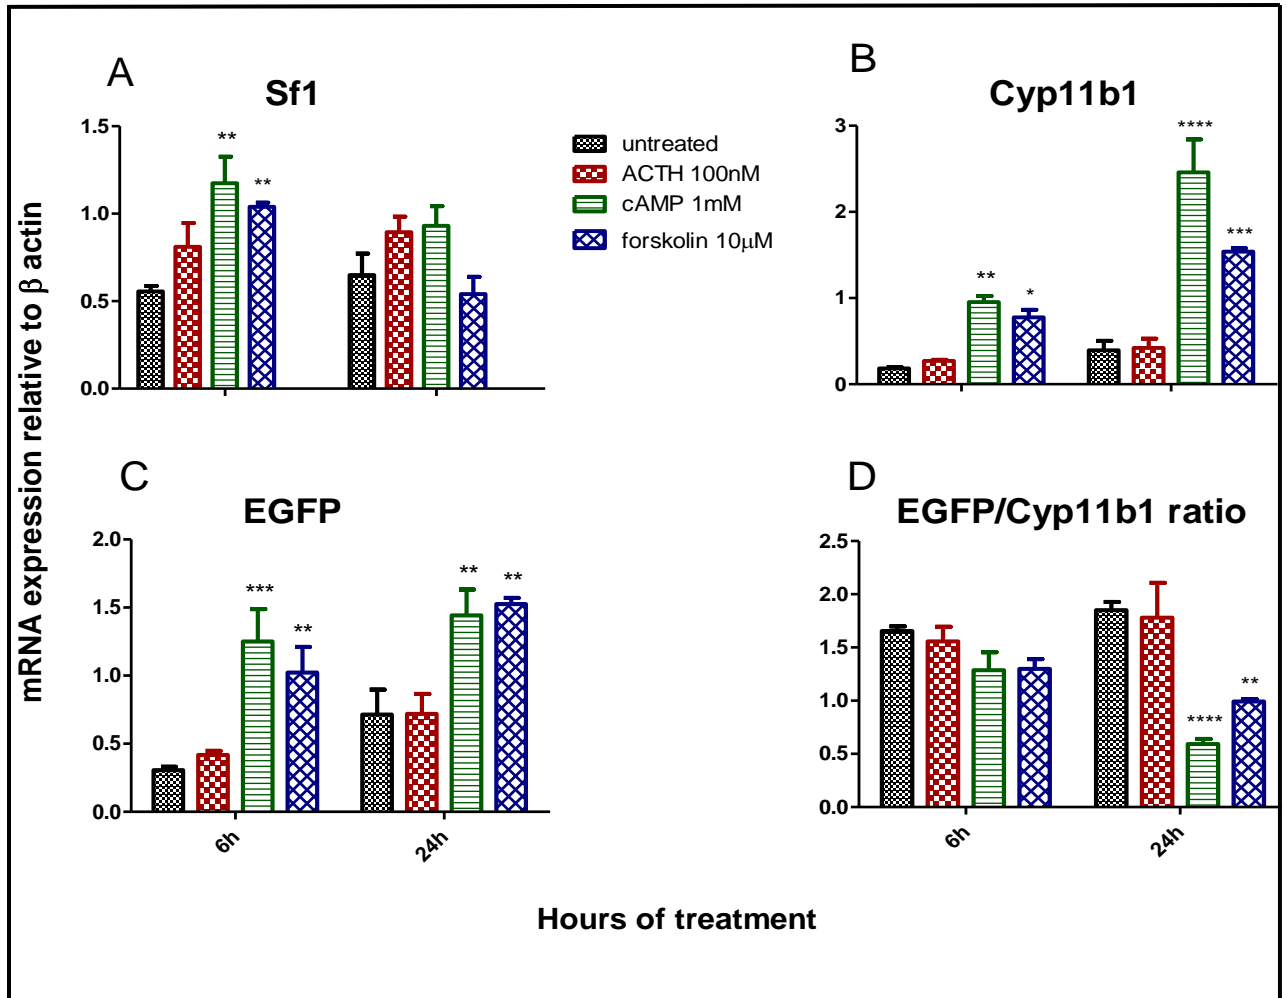 A
Sf1
mRNA expression relative to β actin
1.5
1.0
0.5
0.0
**
**
untreated
ACTH 100nM
cAMP 1mM
forskolin 10μM
B
Cyp11b1
3
2
1
0
**
*
****
***
C
EGFP
2.0
1.5
1.0
0.5
0.0
***
**
**
**
6h
24h
D
EGFP/Cyp11b1 ratio
2.5
2.0
1.5
1.0
0.5
0.0
****
**
6h
24h
Hours of treatment